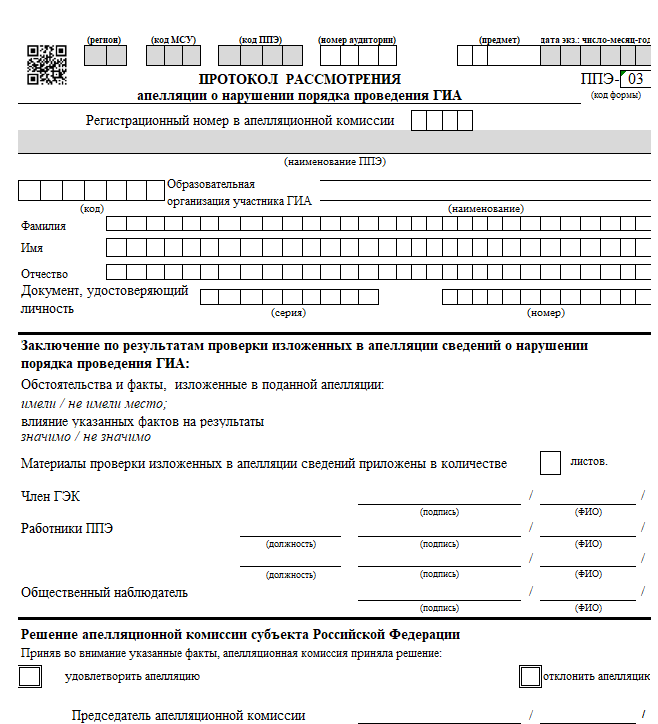 (регион) (код МСУ) (код ППЭ) (номер аудитории) (предмет) дата экз.: число-месяц-год
ПРОТОКОЛ РАССМОТРЕНИЯ ППЭ- 03
апелляции о нарушении порядка проведения ГИА (код формы)
Регистрационный номер в апелляционной комиссии
(наименование ППЭ)
Образовательная
организация участника ГИА
(код) (наименование)
Фамилия
Имя
Отчество
Документ, удостоверяющий
личность
(серия) (номер)
Заключение по результатам проверки изложенных в апелляции сведений о нарушении
порядка проведения ГИА:
Обстоятельства и факты, изложенные в поданной апелляции:
имели / не имели место;
влияние указанных фактов на результаты
значимо / не значимо
Материалы проверки изложенных в апелляции сведений приложены в количестве листов.
Член ГЭК / /
(подпись) (ФИО)
Работники ППЭ / /
(должность) (подпись) (ФИО)
/ /
(должность) (подпись) (ФИО)
Общественный наблюдатель / /
(подпись) (ФИО)
Решение апелляционной комиссии субъекта Российской Федерации
Приняв во внимание указанные факты, апелляционная комиссия приняла решение:
удовлетворить апелляцию отклонить апелляцию
Председатель апелляционной комиссии / /